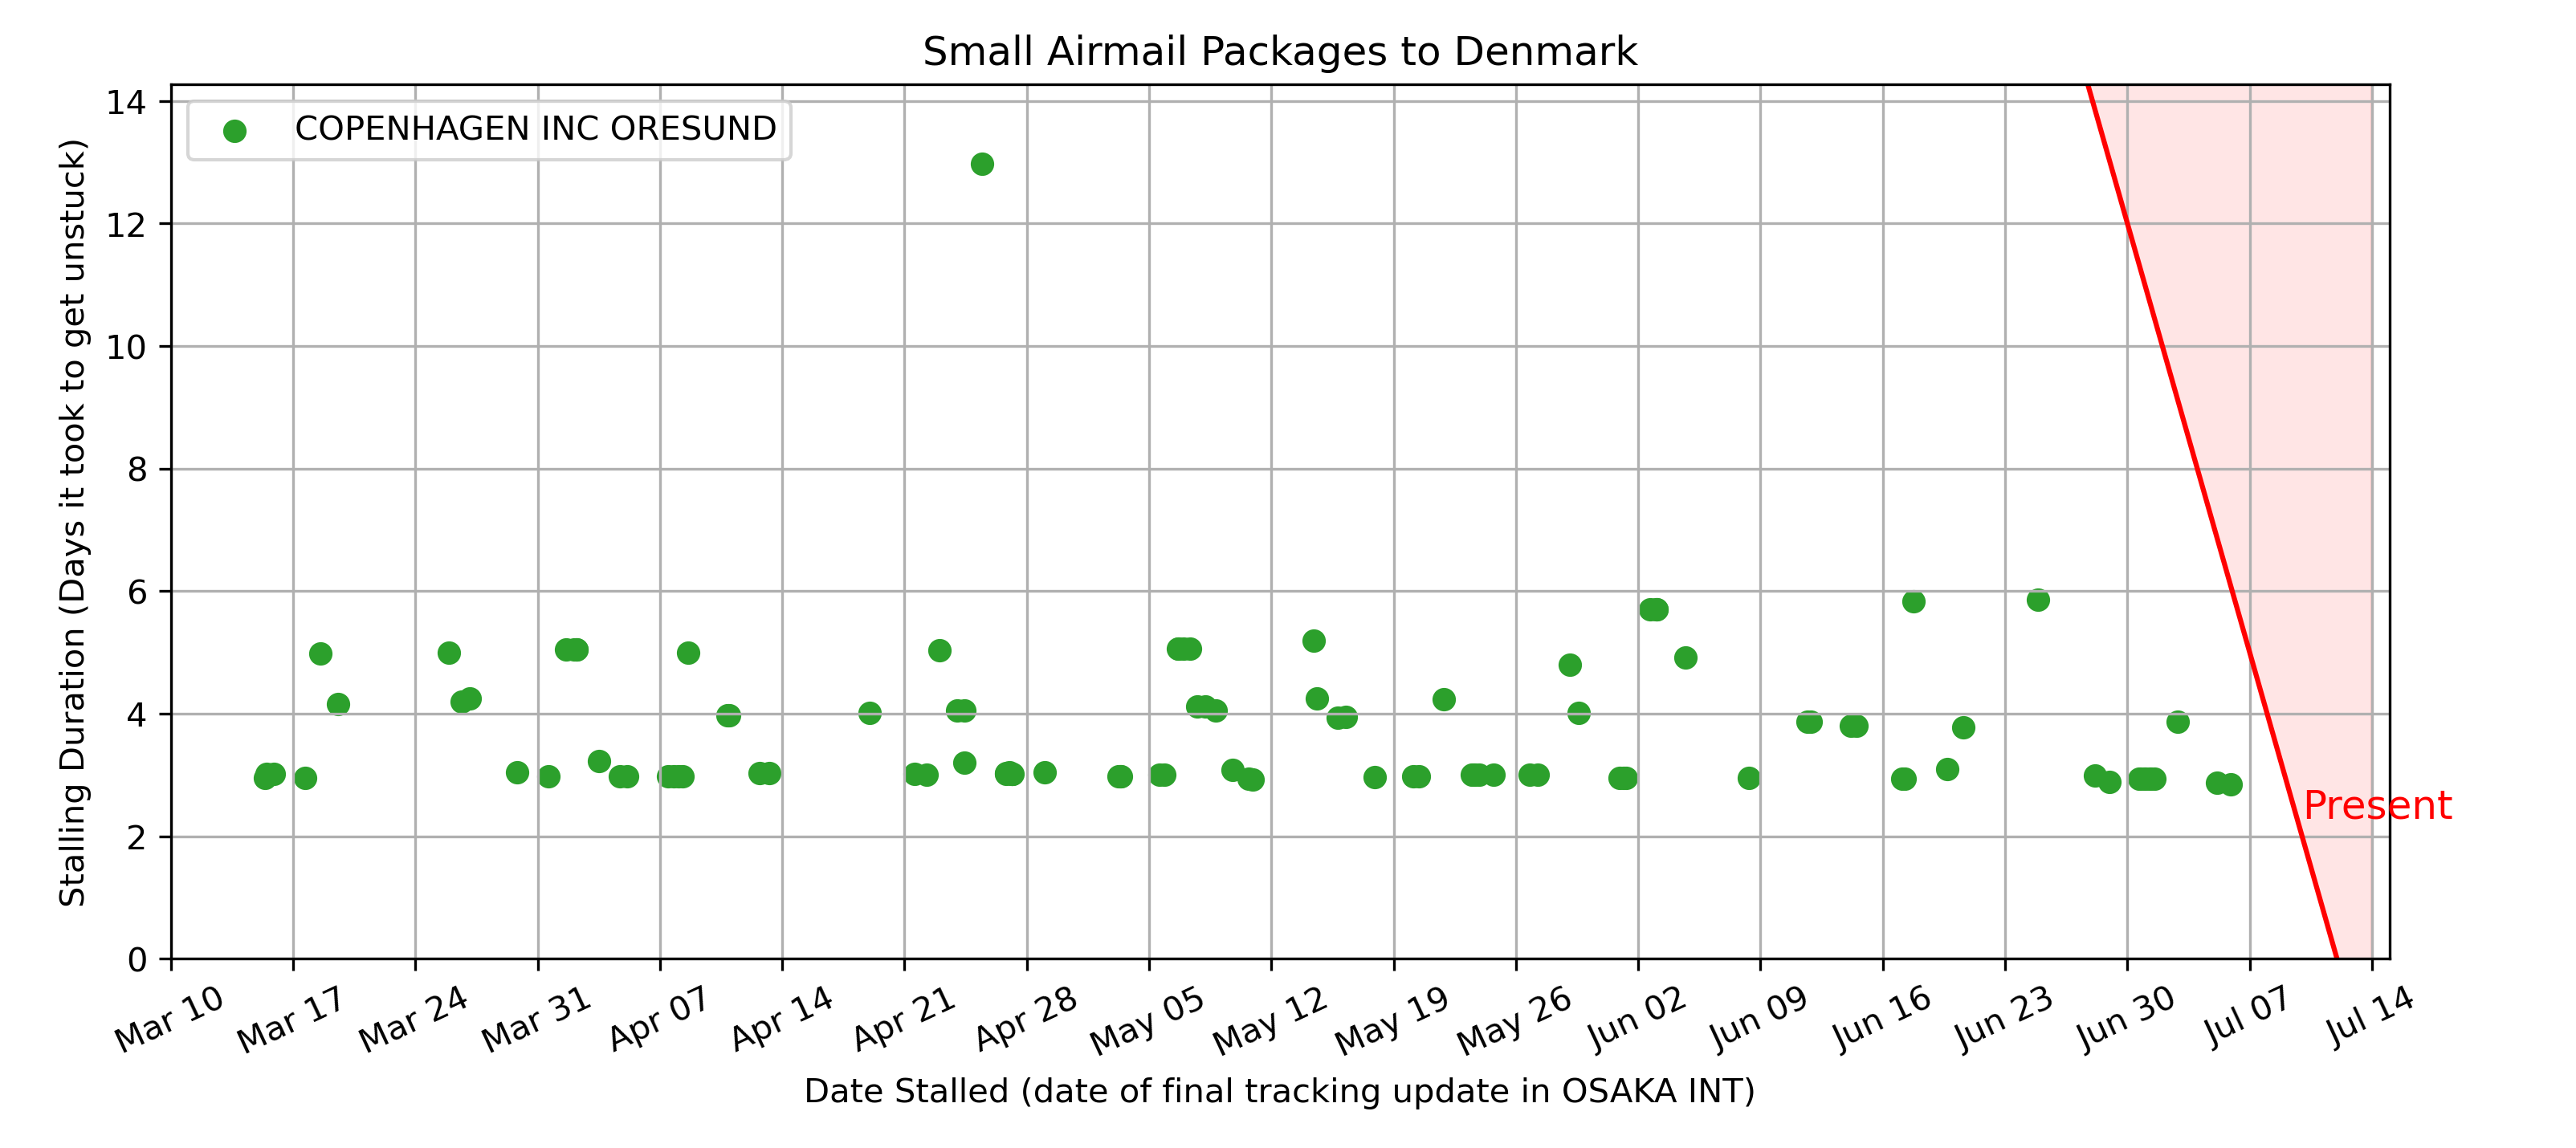 Small Airmail Packages to Denmark
COPENHAGEN INC ORESUND
Stalling Duration (Days it took to get unstuck)
14
12
10
8
6
4
2
0
Present
Mar 10
Mar 17
Mar 24
Mar 31
Apr 07
Apr 14
Apr 21
Apr 28
May 05
May 12
May 19
May 26
Jun 02
Jun 09
Jun 16
Jun 23
Jun 30
Jul 07
Jul 14
Date Stalled (date of final tracking update in OSAKA INT)